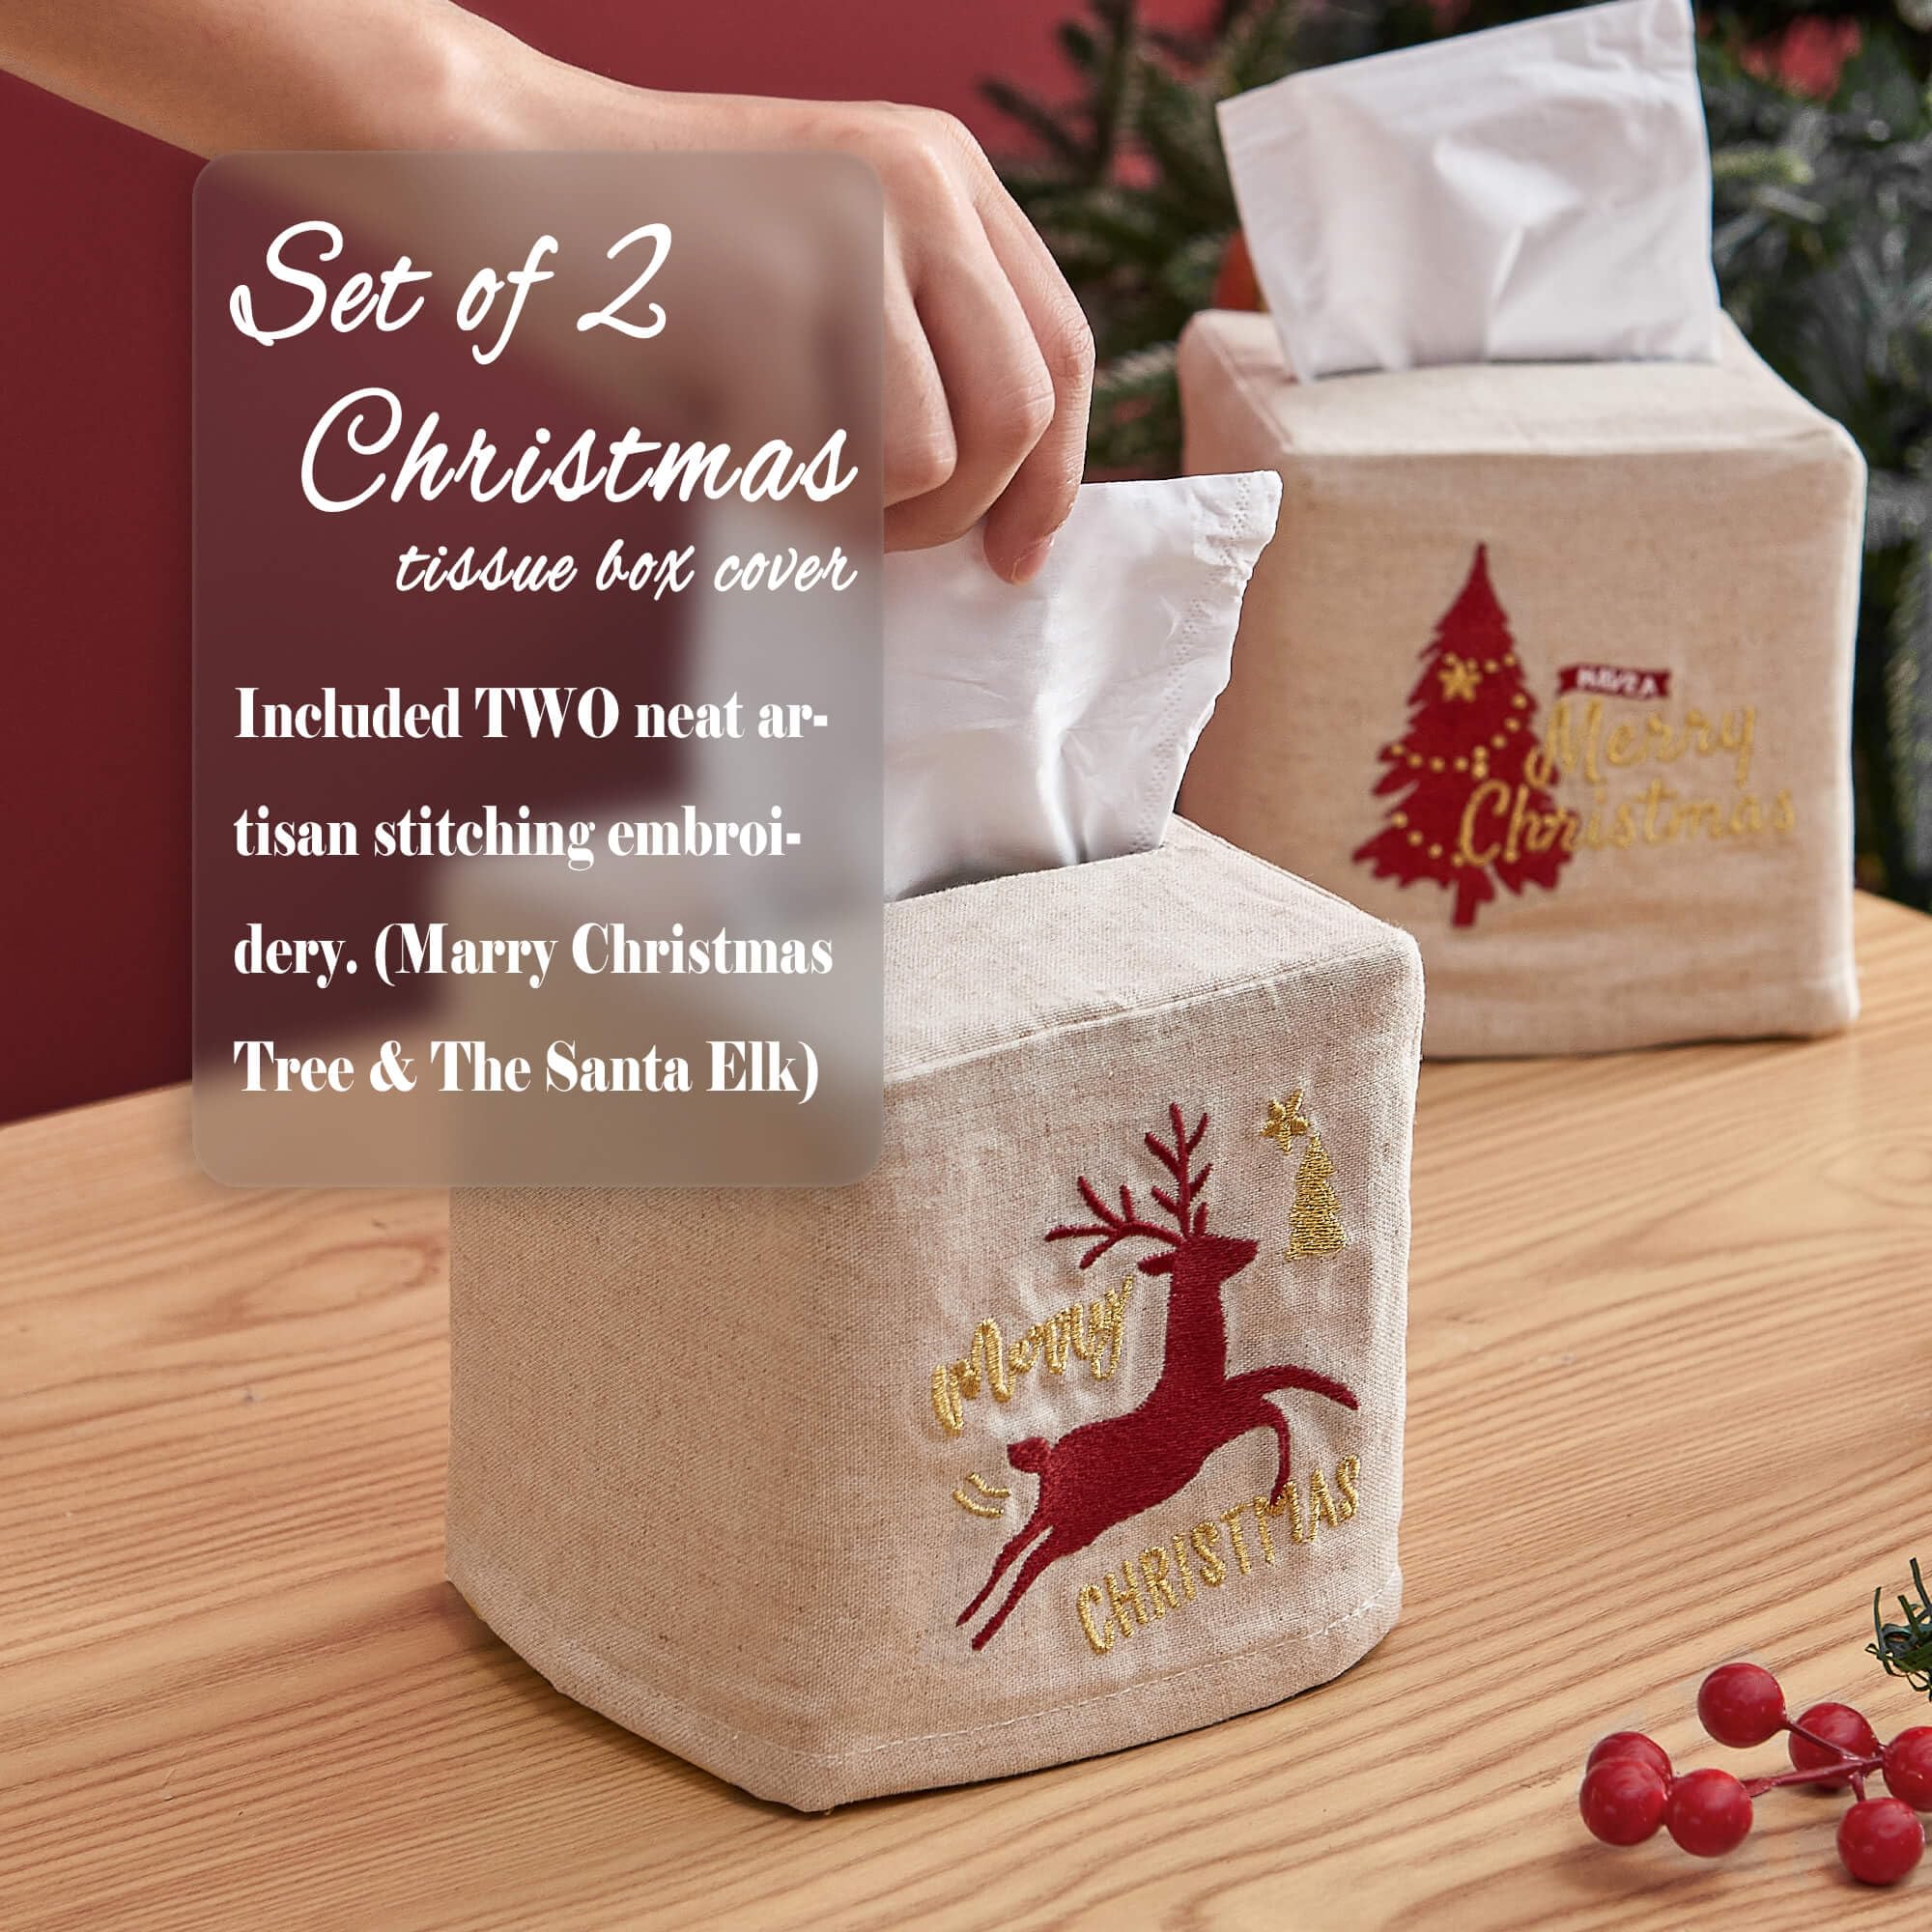 Set of 2
Christmas
tissue box cover
Included TWO neat ar-
tisan stitching embroi-
dery. (Marry Christmas
Tree & The Santa Elk)
HAVE A
Merry
Christmas
Merry
CHRISTMAS